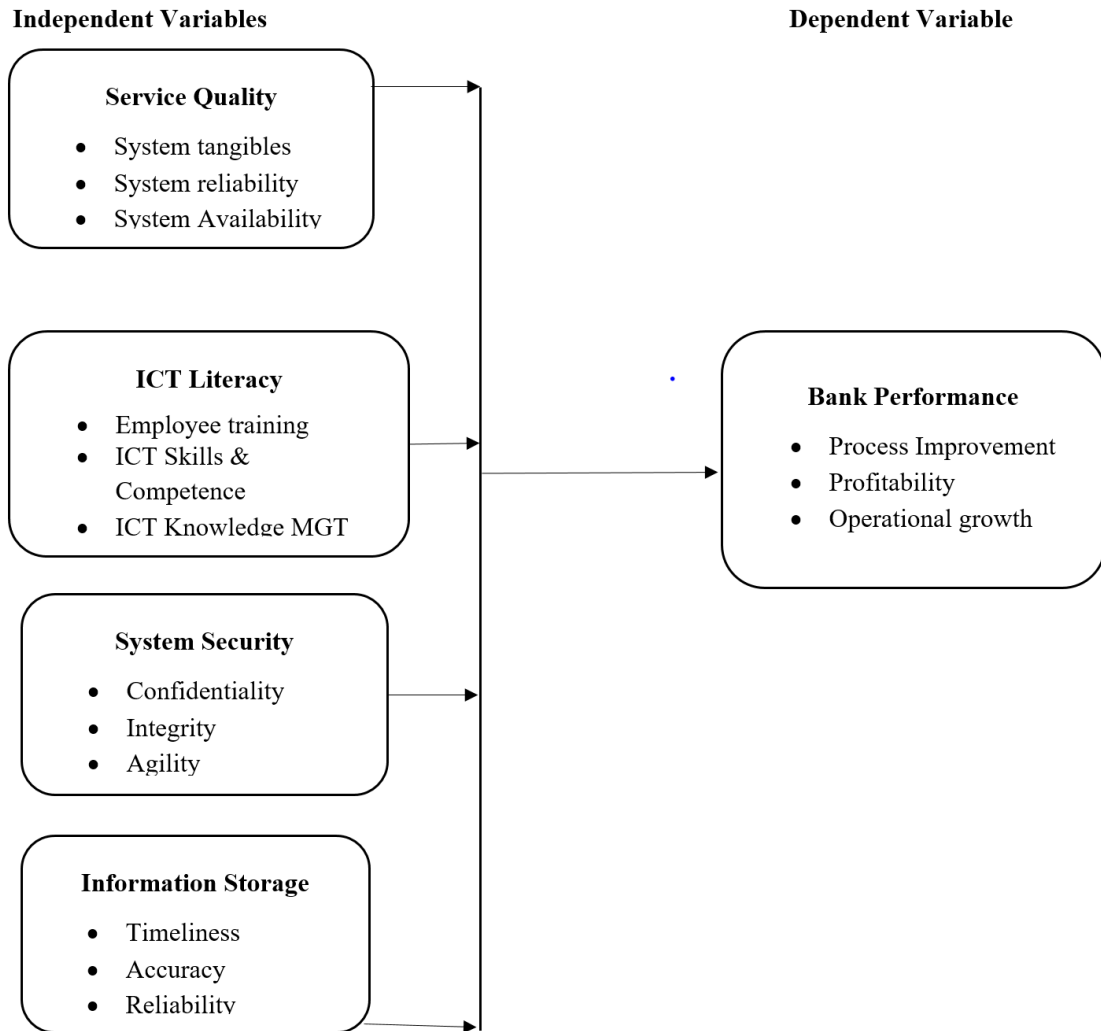 Independent Variables
Dependent Variable
Service Quality
• System tangibles
• System reliability
• System Availability
ICT Literacy
• Employee training
• ICT Skills &
Competence
• ICT Knowledge MGT
System Security
• Confidentiality
• Integrity
• Agility
Information Storage
• Timeliness
• Accuracy
• Reliability
Bank Performance
• Process Improvement
• Profitability
• Operational growth